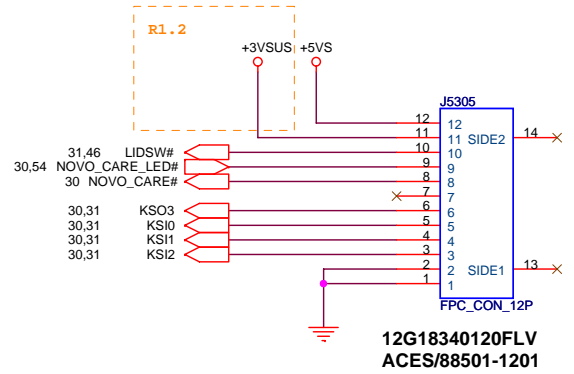 R1.2
+3VSUS +5VS
J5305
12 12
11 11 SIDE2 14
31,46 LIDSW# 10 10
30,54 NOVO_CARE_LED# 9 9
30 NOVO_CARE# 8 8
7 7
30,31 KSO3 6 6
30,31 KSI0 5 5
30,31 KSI1 4 4
30,31 KSI2 3 3
2 2 SIDE1 13
1 1
FPC_CON_12P
12G18340120FLV
ACES/88501-1201